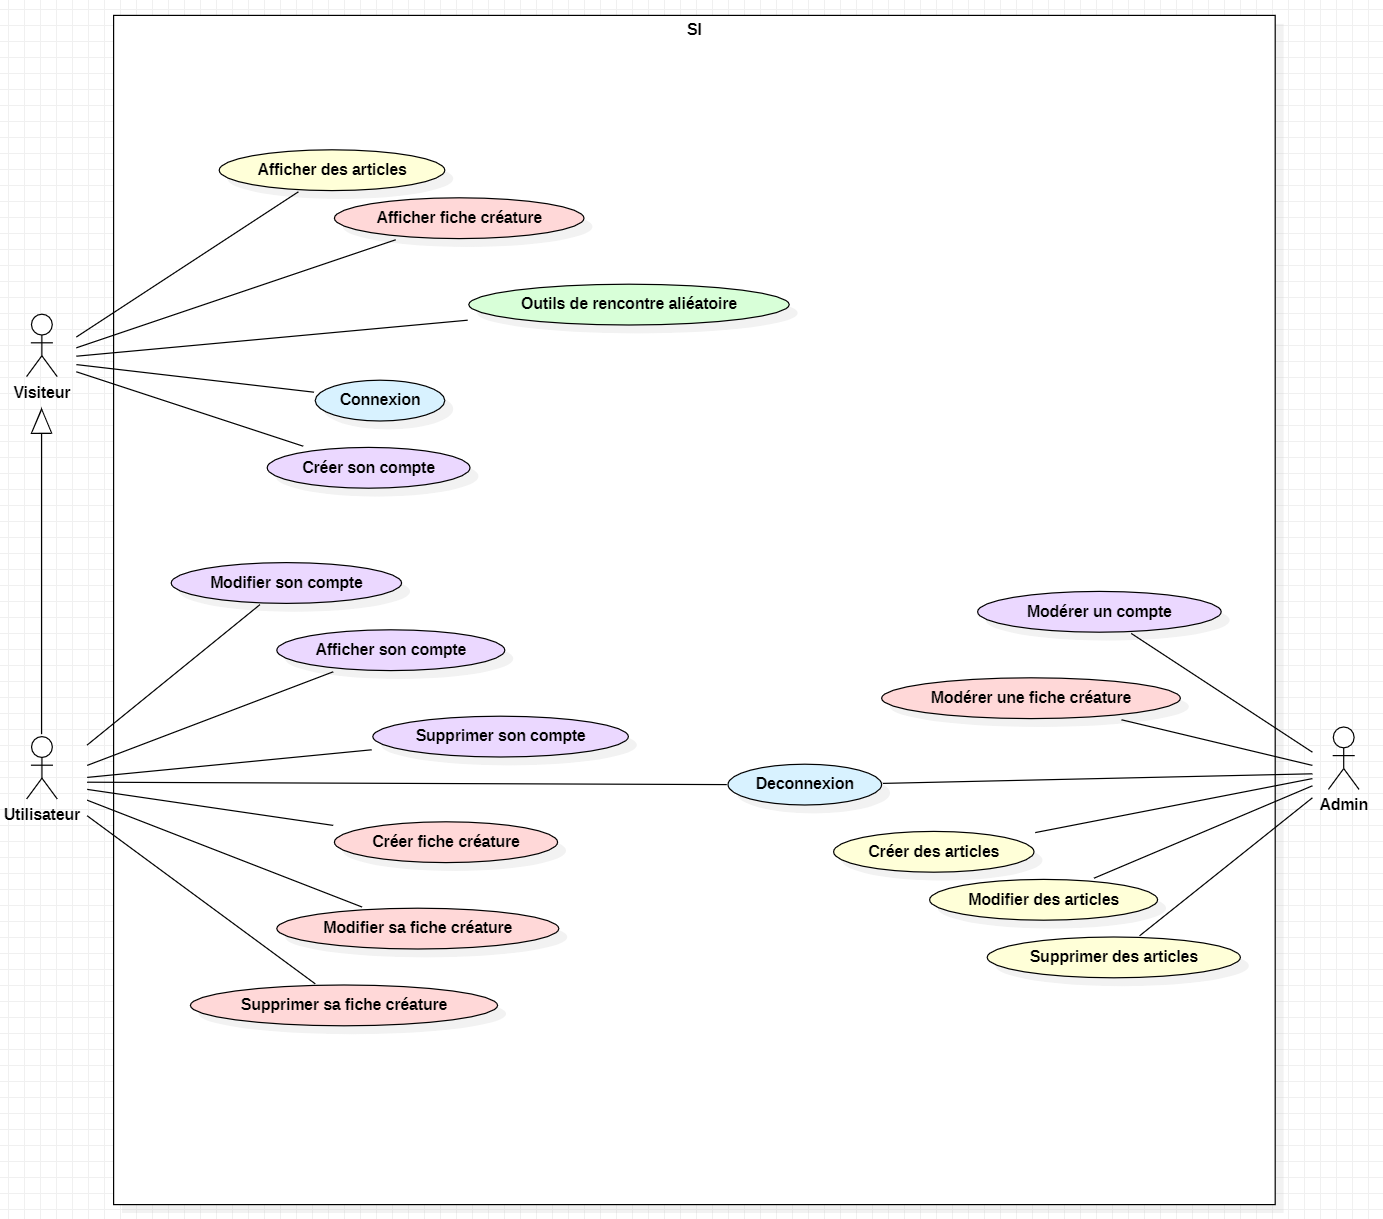 SI
Afficher des articles
Afficher fiche créature
Outils de rencontre aliéatoire
Visiteur
Connexion
Créer son compte
Modifier son compte
Modérer un compte
Afficher son compte
Modérer une fiche créature
Supprimer son compte
Deconnexion
Utilisateur
Admin
Créer fiche créature
Créer des articles
Modifier des articles
Modifier sa fiche créature
Supprimer des articles
Supprimer sa fiche créature